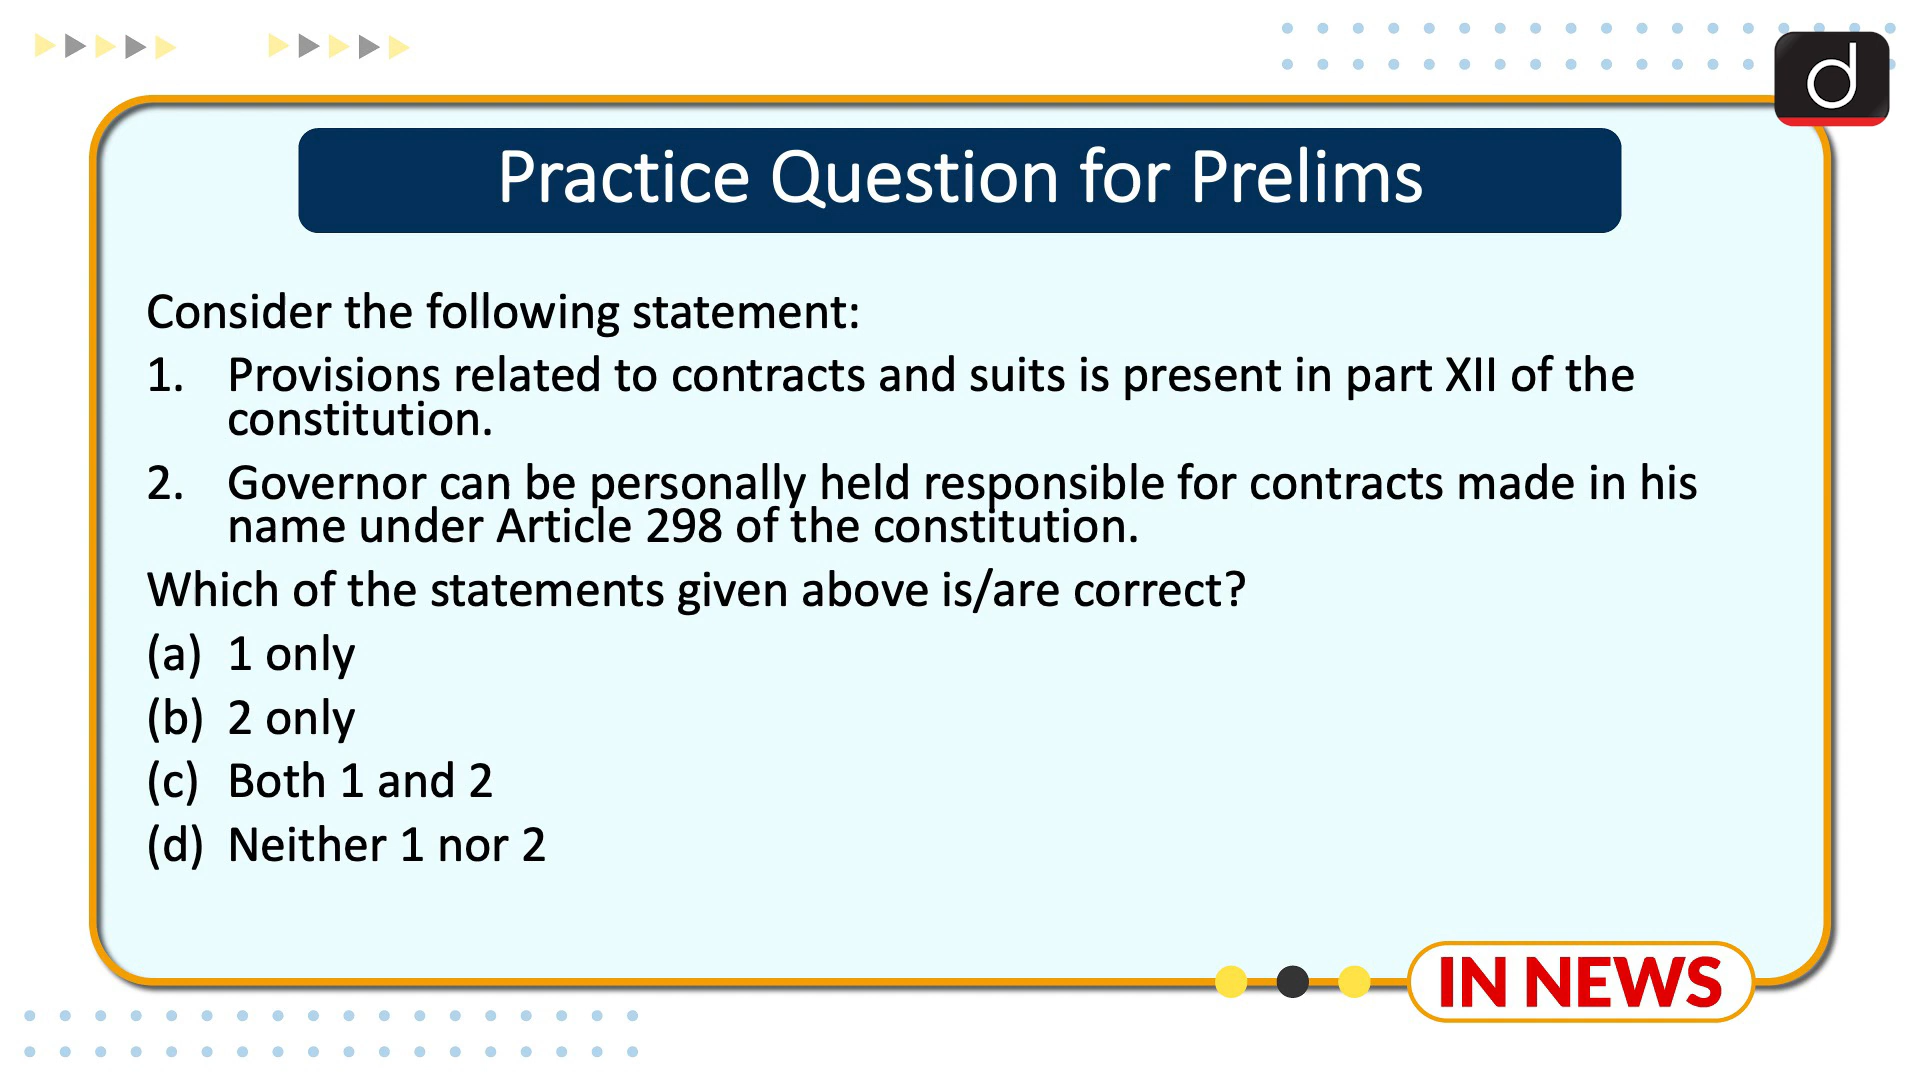 d
Practice Question for Prelims
Consider the following statement:
1. Provisions related to contracts and suits is present in part XII of the
constitution.
2. Governor can be personally held responsible for contracts made in his
name under Article 298 of the constitution.
Which of the statements given above is/are correct?
(a) 1 only
(b) 2 only
(c) Both 1 and 2
(d) Neither 1 nor 2
IN NEWS